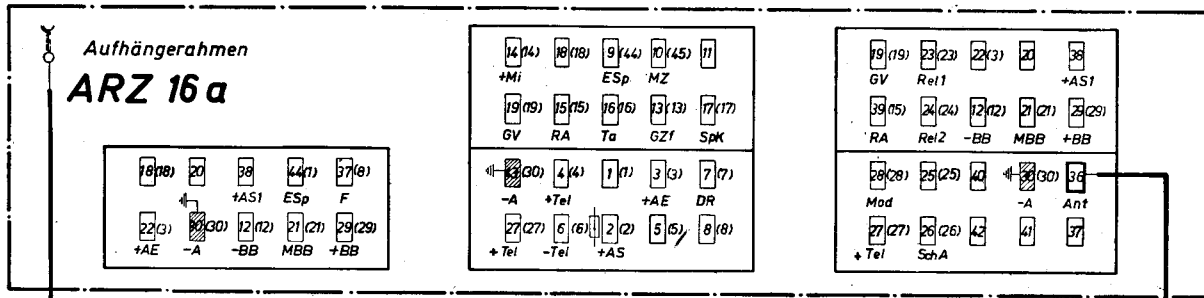 Aufhängerahmen
ARZ 16a
18(18) 20 38 44(1) 37(8)
+AS1 ESp F
22(3) 30(30) 12(12) 21(21) 29(29)
+AE -A -BB MBB +BB
14(14) 18(18) 9(44) 10(45) 11
+Mi ESp MZ
19(19) 15(15) 16(16) 13(13) 17(17)
GV RA Ta GZf SpK
(30) 4(4) 1(1) 3(3) 7(7)
-A +Tel +AE DR
27(27) 6(6) 2(2) 5(5) 8(8)
+Tel -Tel +AS
19(19) 23(23) 22(3) 20 38
GV Rel1 +AS1
39(15) 24(24) 12(12) 21(21) 29(29)
RA Rel2 -BB MBB +BB
28(28) 25(25) 40 30(30) 36
Mod -A Ant
27(27) 26(26) 42 41 37
+Tel SchA